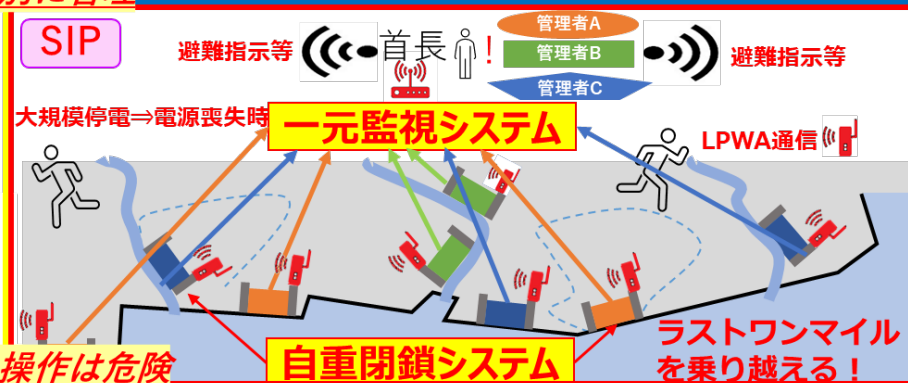 別に管理
SIP
避難指示等
首長
！
管理者A
管理者B
管理者C
避難指示等
大規模停電⇒電源喪失時
一元監視システム
LPWA通信
ラストワンマイル
を乗り越える！
操作は危険
自重閉鎖システム